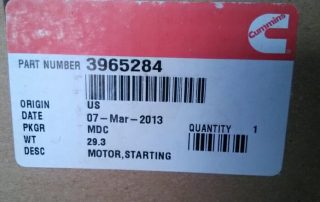 Cummins
PART NUMBER 3965284
ORIGIN US
DATE 07-Mar-2013
PKGR MDC QUANTITY 1
WT 29.3
DESC MOTOR,STARTING